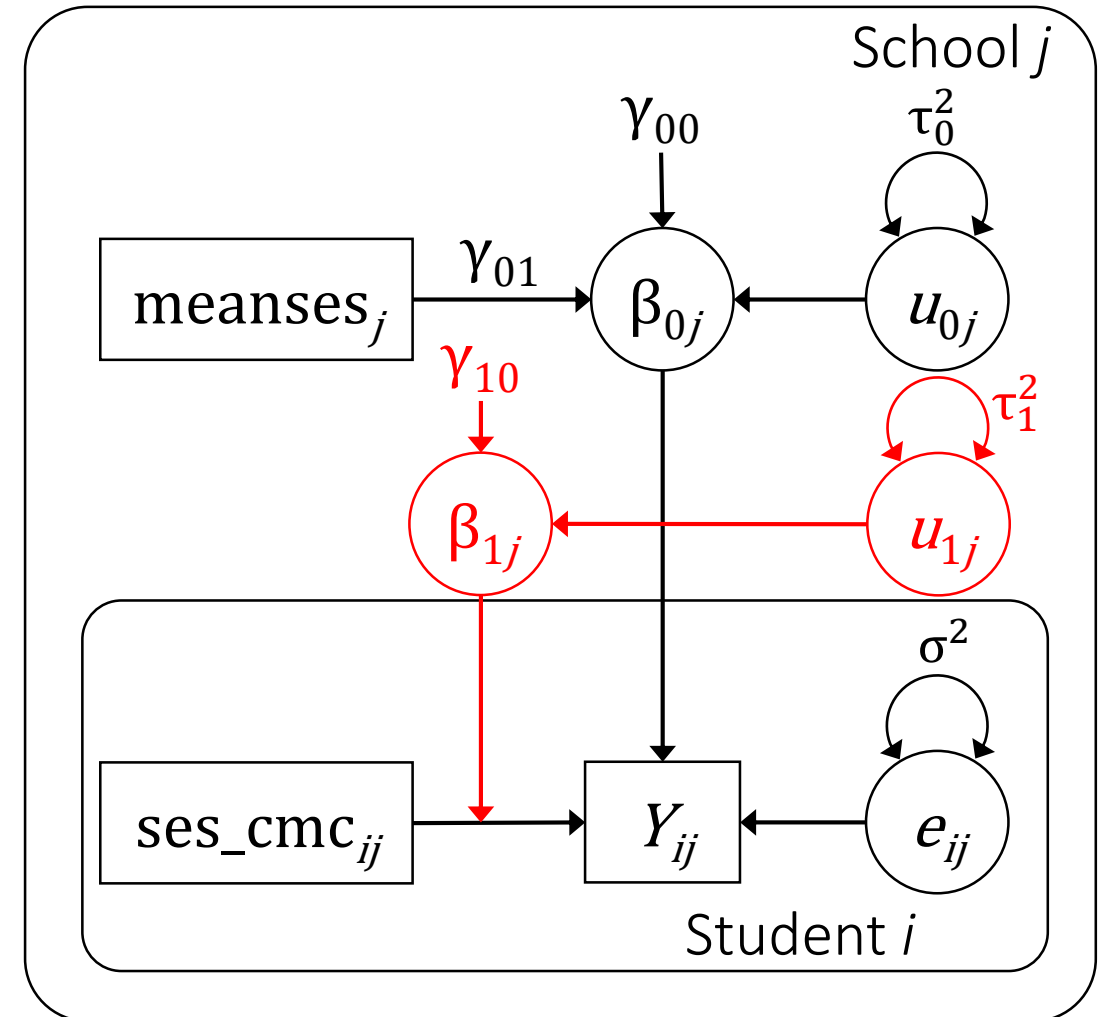 School j
γ₀₀
τ₀²
meansesⱼ
γ₀₁
β₀ⱼ
u₀ⱼ
γ₁₀
τ₁²
β₁ⱼ
u₁ⱼ
σ²
ses_cmcᵢⱼ
Yᵢⱼ
eᵢⱼ
Student i